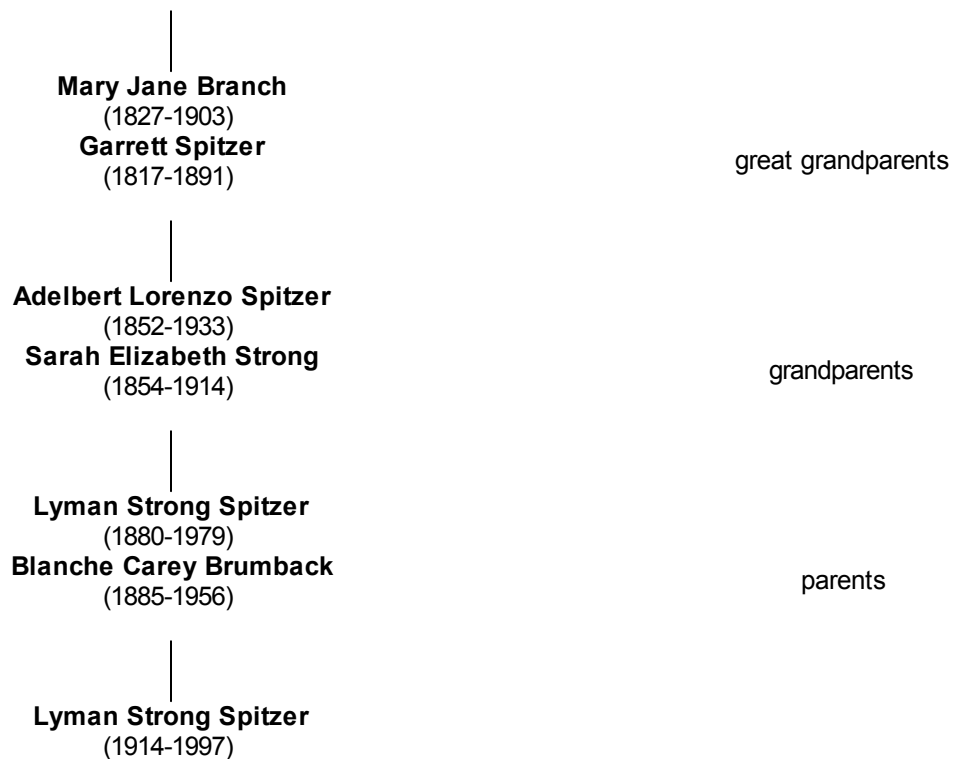 Mary Jane Branch
(1827-1903)
Garrett Spitzer
(1817-1891)
great grandparents
Adelbert Lorenzo Spitzer
(1852-1933)
Sarah Elizabeth Strong
(1854-1914)
grandparents
Lyman Strong Spitzer
(1880-1979)
Blanche Carey Brumback
(1885-1956)
parents
Lyman Strong Spitzer
(1914-1997)